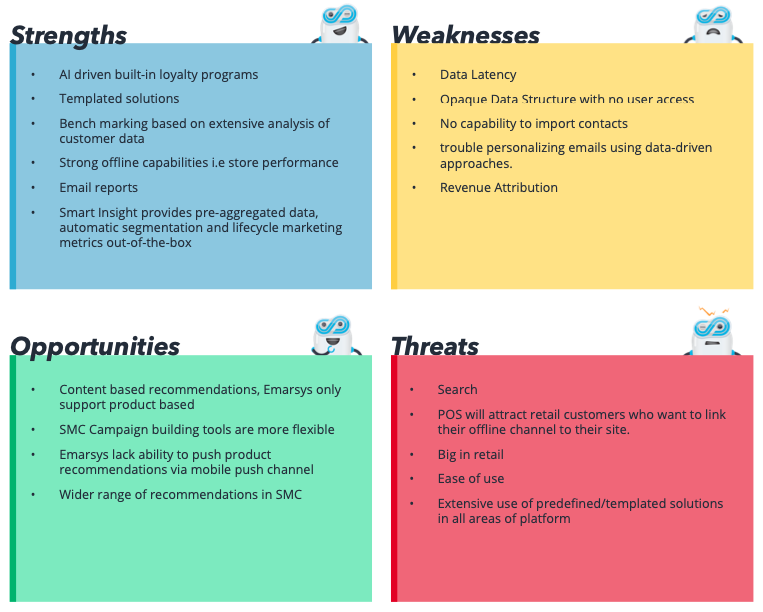 Strengths
• AI driven built-in loyalty programs
• Templated solutions
• Bench marking based on extensive analysis of
customer data
• Strong offline capabilities i.e store performance
• Email reports
• Smart Insight provides pre-aggregated data,
automatic segmentation and lifecycle marketing
metrics out-of-the-box
Weaknesses
• Data Latency
• Opaque Data Structure with no user access
• No capability to import contacts
• trouble personalizing emails using data-driven
approaches.
• Revenue Attribution
Opportunities
• Content based recommendations, Emarsys only
support product based
• SMC Campaign building tools are more flexible
• Emarsys lack ability to push product
recommendations via mobile push channel
• Wider range of recommendations in SMC
Threats
• Search
• POS will attract retail customers who want to link
their offline channel to their site.
• Big in retail
• Ease of use
• Extensive use of predefined/templated solutions
in all areas of platform